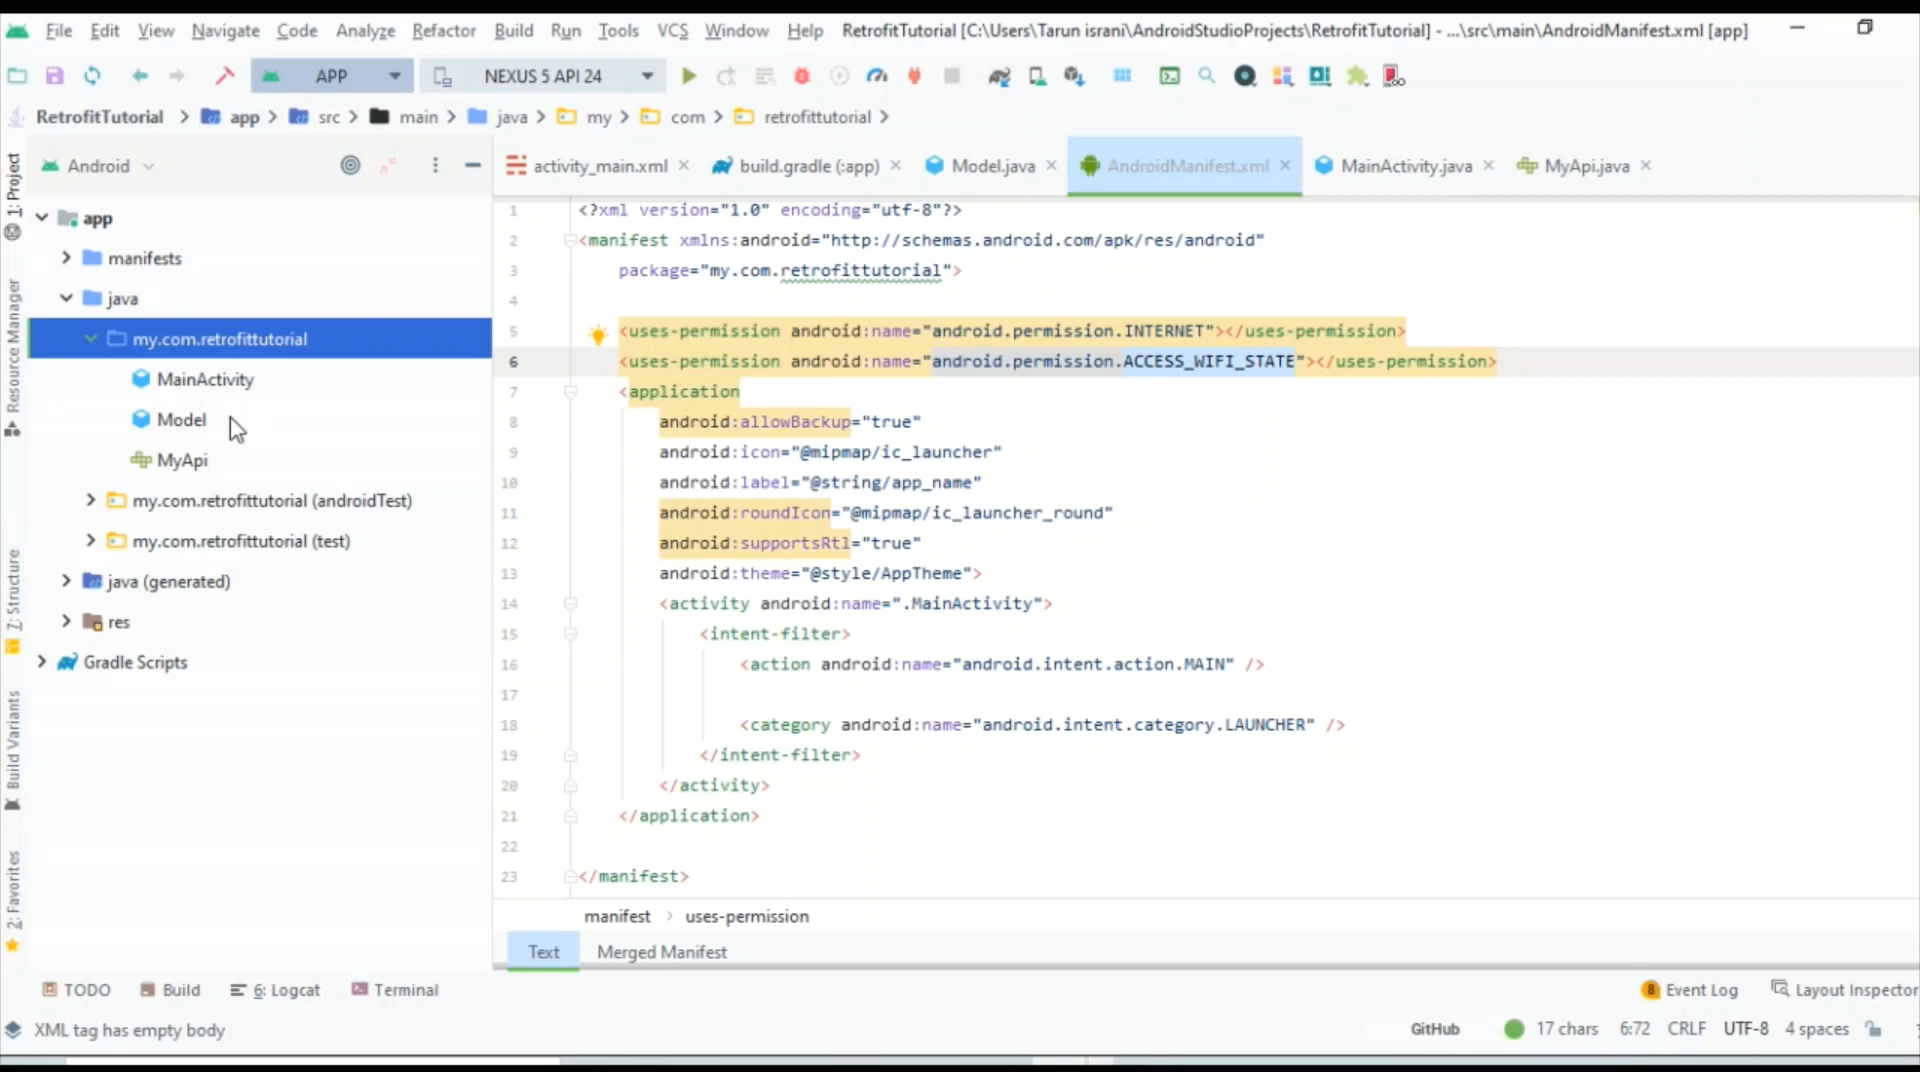 File Edit View Navigate Code Analyze Refactor Build Run Tools VCS Window Help RetrofitTutorial [C:\Users\Tarun israni\AndroidStudioProjects\RetrofitTutorial] - ...\src\main\AndroidManifest.xml [app]
APP NEXUS 5 API 24
RetrofitTutorial app src main java my com retrofittutorial
Android
activity_main.xml build.gradle (:app) Model.java AndroidManifest.xml MainActivity.java MyApi.java
1: Project
Resource Manager
7: Structure
Build Variants
2: Favorites
app
manifests
java
my.com.retrofittutorial
MainActivity
Model
MyApi
my.com.retrofittutorial (androidTest)
my.com.retrofittutorial (test)
java (generated)
res
Gradle Scripts
1 <?xml version="1.0" encoding="utf-8"?>
2 <manifest xmlns:android="http://schemas.android.com/apk/res/android"
3 package="my.com.retrofittutorial">
4
5 <uses-permission android:name="android.permission.INTERNET"></uses-permission>
6 <uses-permission android:name="android.permission.ACCESS_WIFI_STATE"></uses-permission>
7 <application
8 android:allowBackup="true"
9 android:icon="@mipmap/ic_launcher"
10 android:label="@string/app_name"
11 android:roundIcon="@mipmap/ic_launcher_round"
12 android:supportsRtl="true"
13 android:theme="@style/AppTheme">
14 <activity android:name=".MainActivity">
15 <intent-filter>
16 <action android:name="android.intent.action.MAIN" />
17
18 <category android:name="android.intent.category.LAUNCHER" />
19 </intent-filter>
20 </activity>
21 </application>
22
23 </manifest>
manifest uses-permission
Text Merged Manifest
TODO Build 6: Logcat Terminal 8 Event Log Layout Inspector
XML tag has empty body GitHub 17 chars 6:72 CRLF UTF-8 4 spaces